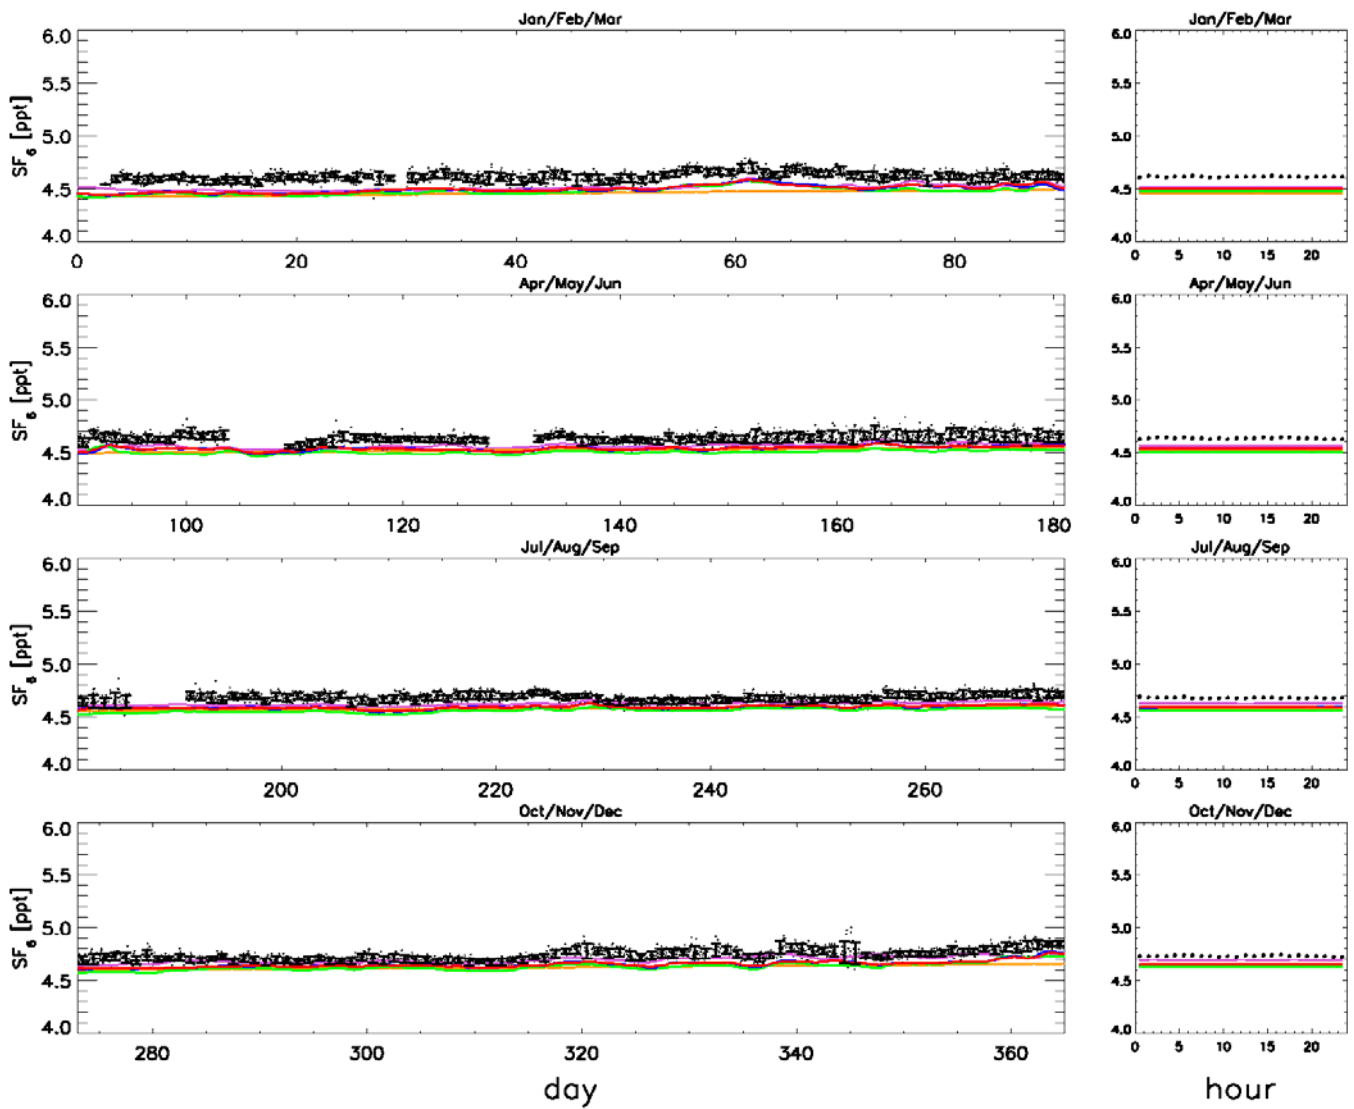 Jan/Feb/Mar Jan/Feb/Mar
6.0 6.0
5.5 5.5
SF6 [ppt] 5.0 5.0
4.5 4.5
4.0 4.0
0 20 40 60 80 0 5 10 15 20
Apr/May/Jun Apr/May/Jun
6.0 6.0
5.5 5.5
SF6 [ppt] 5.0 5.0
4.5 4.5
4.0 4.0
100 120 140 160 180 0 5 10 15 20
Jul/Aug/Sep Jul/Aug/Sep
6.0 6.0
5.5 5.5
SF6 [ppt] 5.0 5.0
4.5 4.5
4.0 4.0
200 220 240 260 0 5 10 15 20
Oct/Nov/Dec Oct/Nov/Dec
6.0 6.0
5.5 5.5
SF6 [ppt] 5.0 5.0
4.5 4.5
4.0 4.0
280 300 320 340 360 0 5 10 15 20
day hour